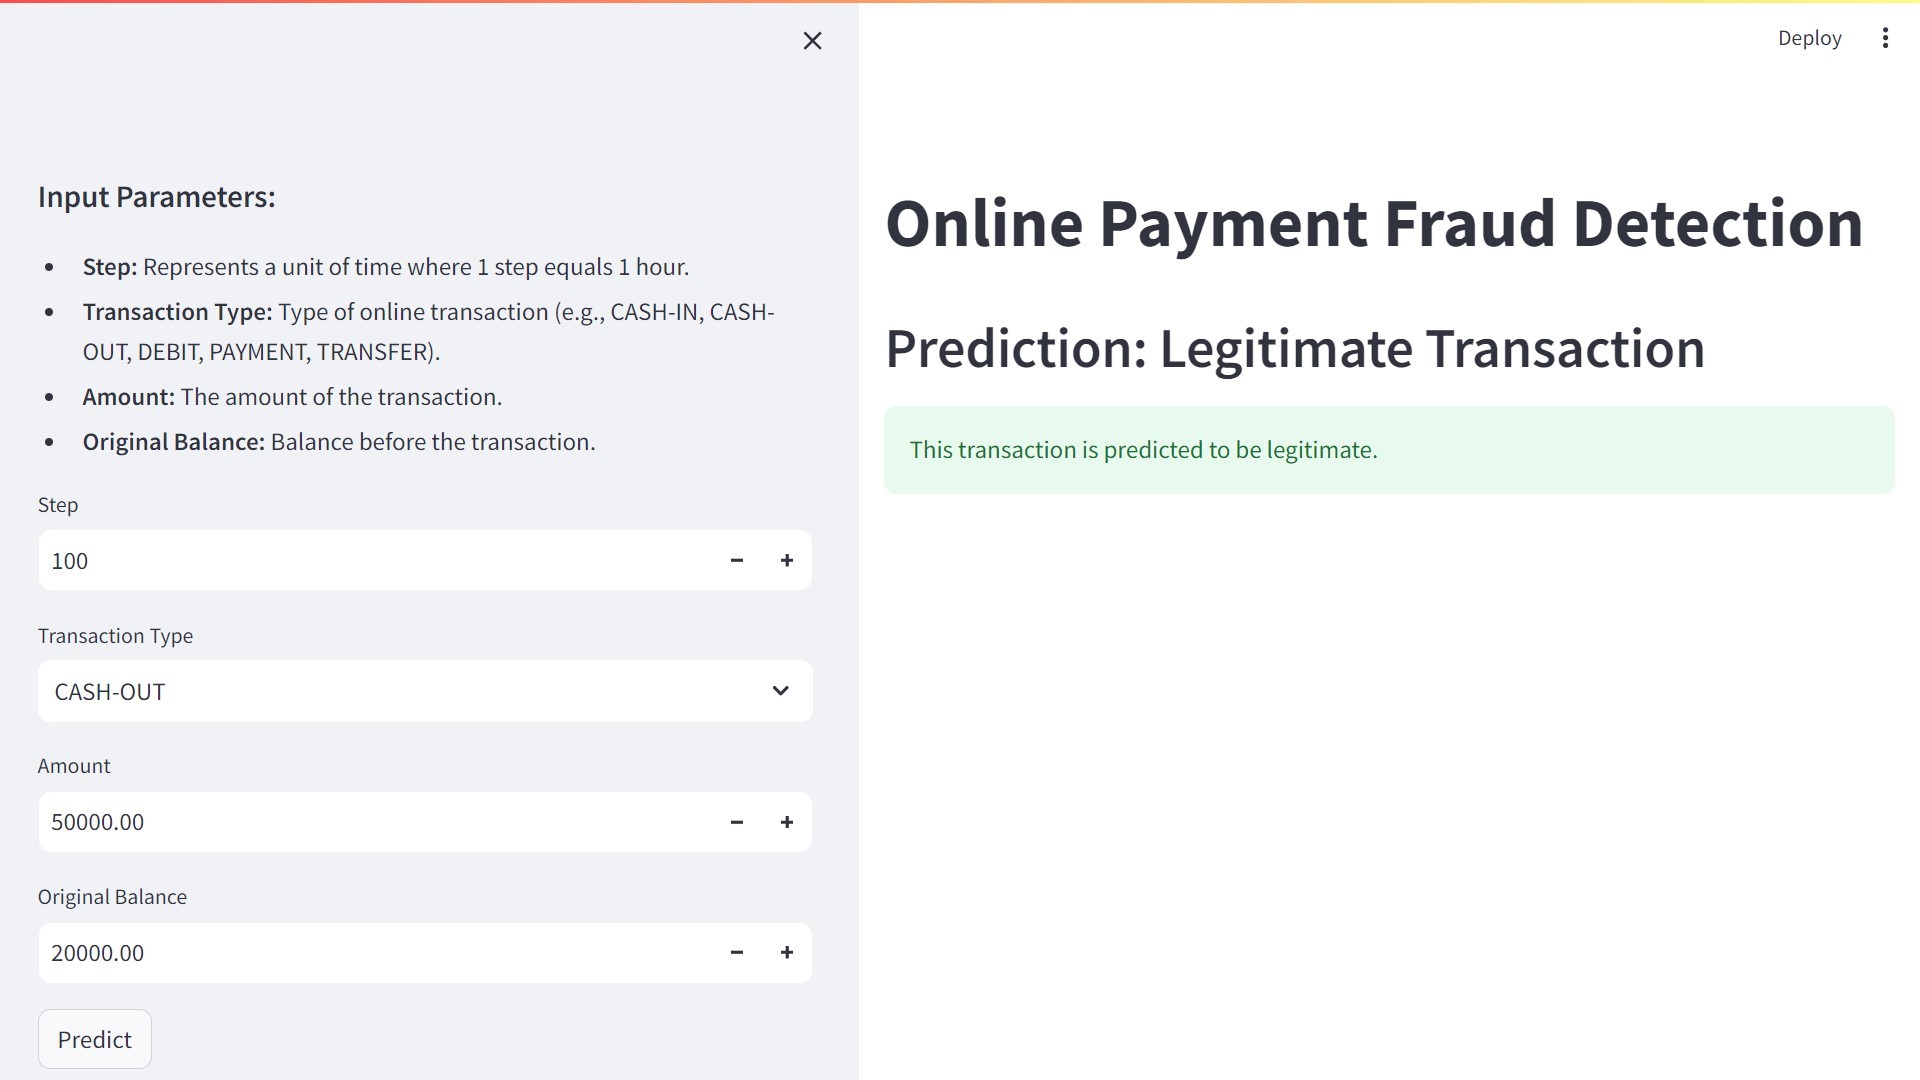 Deploy
Input Parameters:
• Step: Represents a unit of time where 1 step equals 1 hour.
• Transaction Type: Type of online transaction (e.g., CASH-IN, CASH-
OUT, DEBIT, PAYMENT, TRANSFER).
• Amount: The amount of the transaction.
• Original Balance: Balance before the transaction.
Step
100
Transaction Type
CASH-OUT
Amount
50000.00
Original Balance
20000.00
Predict
Online Payment Fraud Detection
Prediction: Legitimate Transaction
This transaction is predicted to be legitimate.